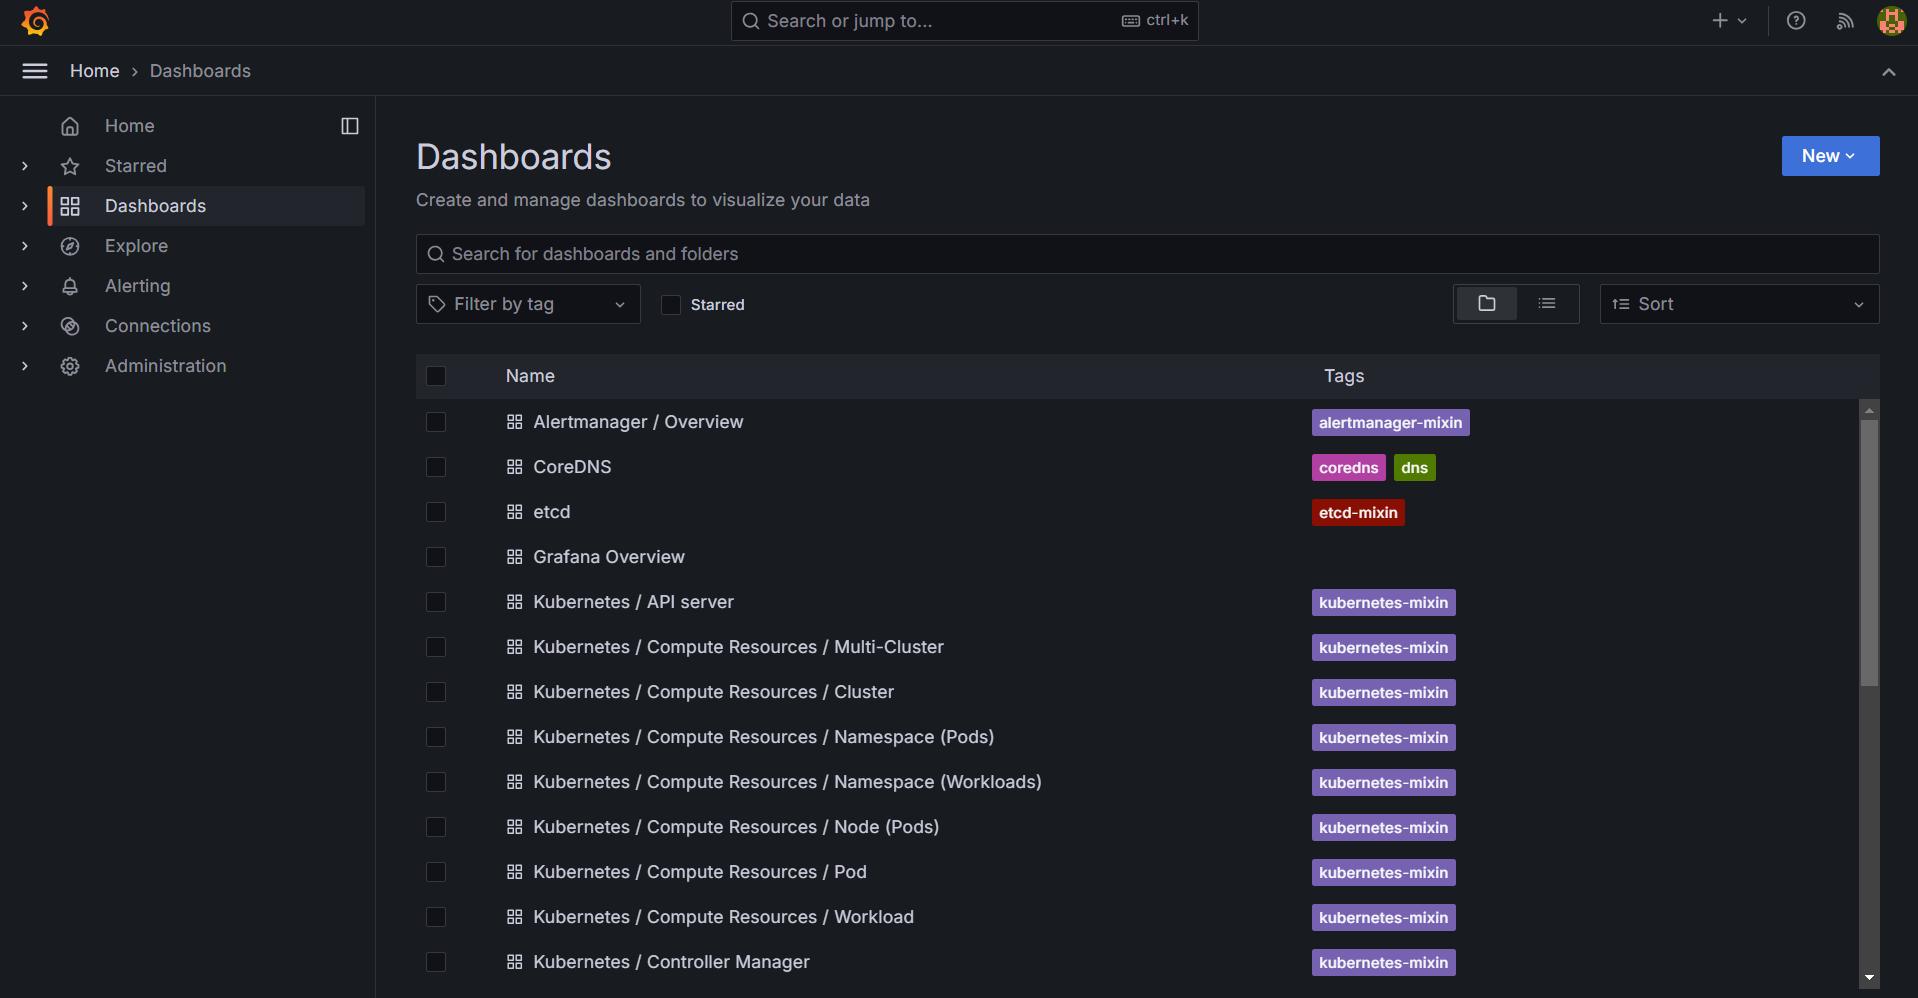 Search or jump to...
ctrl+k
Home
Dashboards
Home
Starred
Dashboards
Explore
Alerting
Connections
Administration
Dashboards
New
Create and manage dashboards to visualize your data
Search for dashboards and folders
Filter by tag
Starred
Sort
Name Tags
Alertmanager / Overview alertmanager-mixin
CoreDNS coredns dns
etcd etcd-mixin
Grafana Overview
Kubernetes / API server kubernetes-mixin
Kubernetes / Compute Resources / Multi-Cluster kubernetes-mixin
Kubernetes / Compute Resources / Cluster kubernetes-mixin
Kubernetes / Compute Resources / Namespace (Pods) kubernetes-mixin
Kubernetes / Compute Resources / Namespace (Workloads) kubernetes-mixin
Kubernetes / Compute Resources / Node (Pods) kubernetes-mixin
Kubernetes / Compute Resources / Pod kubernetes-mixin
Kubernetes / Compute Resources / Workload kubernetes-mixin
Kubernetes / Controller Manager kubernetes-mixin